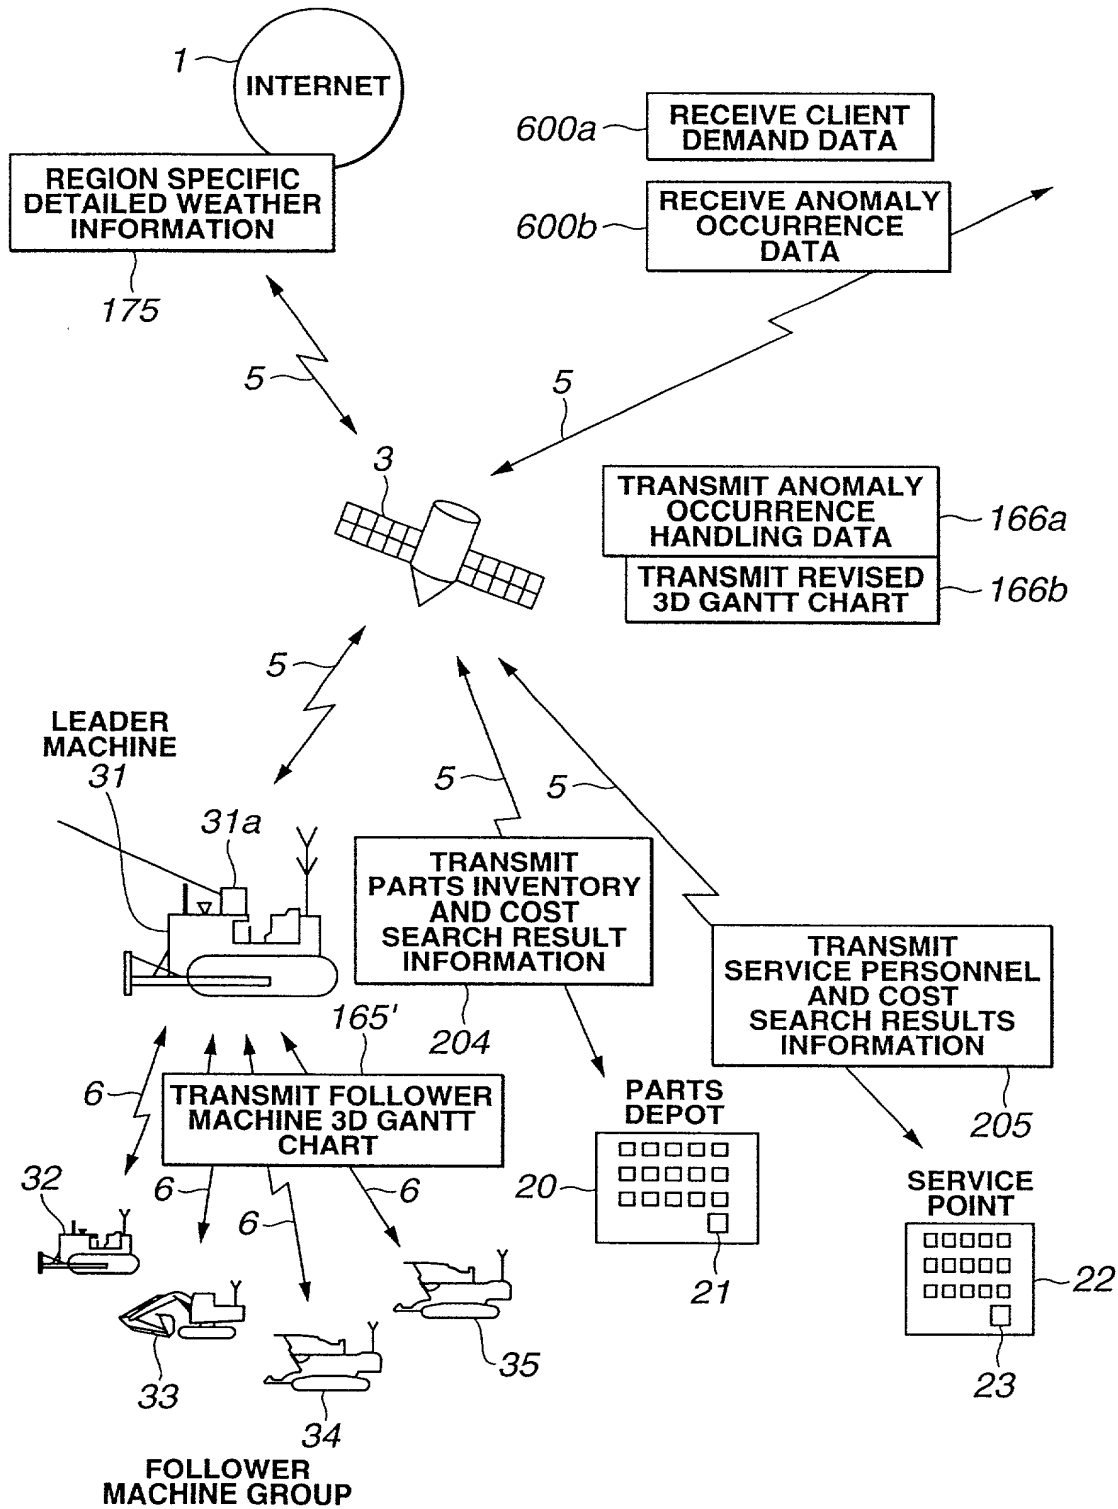 1
INTERNET
REGION SPECIFIC
DETAILED WEATHER
INFORMATION
175
600a
RECEIVE CLIENT
DEMAND DATA
600b
RECEIVE ANOMALY
OCCURRENCE
DATA
5
5
3
TRANSMIT ANOMALY
OCCURRENCE
HANDLING DATA
166a
TRANSMIT REVISED
3D GANTT CHART
166b
5
LEADER
MACHINE
31
31a
5
5
TRANSMIT
PARTS INVENTORY
AND COST
SEARCH RESULT
INFORMATION
204
TRANSMIT
SERVICE PERSONNEL
AND COST
SEARCH RESULTS
INFORMATION
205
165'
6
TRANSMIT FOLLOWER
MACHINE 3D GANTT
CHART
6
6
6
PARTS
DEPOT
20
21
SERVICE
POINT
22
23
32
33
34
35
FOLLOWER
MACHINE GROUP